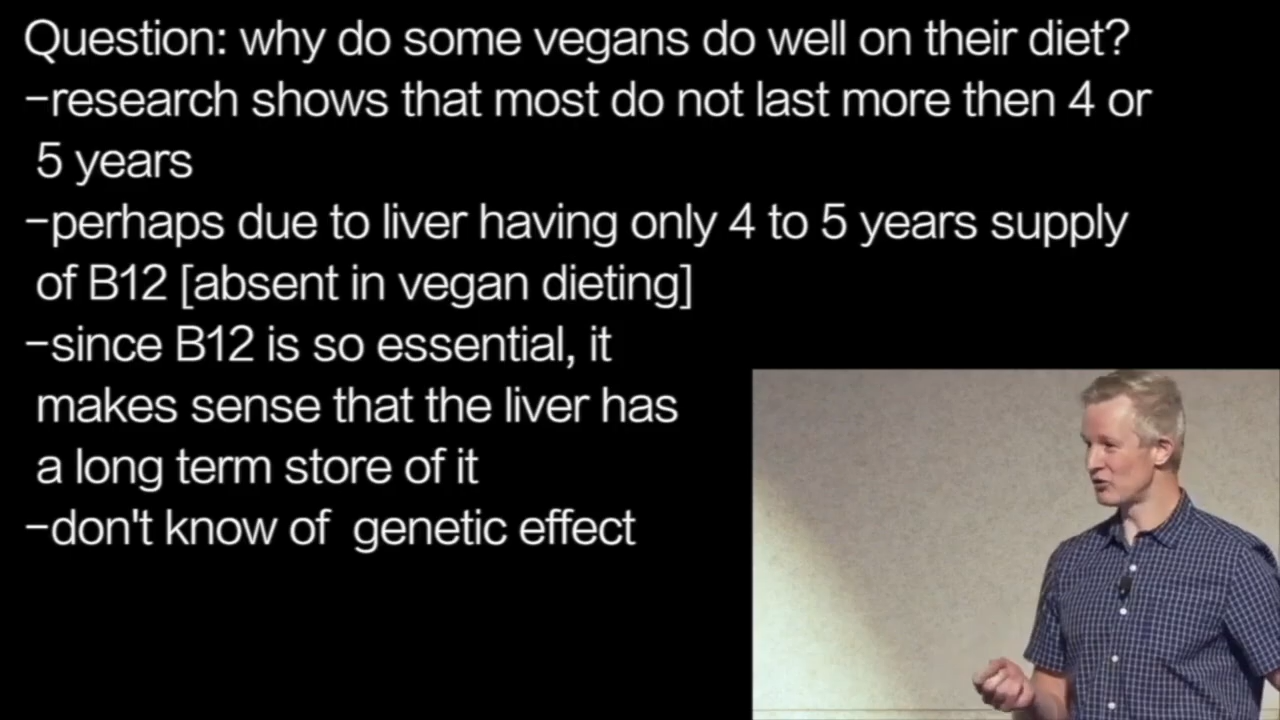 Question: why do some vegans do well on their diet?
–research shows that most do not last more then 4 or
5 years
–perhaps due to liver having only 4 to 5 years supply
of B12 [absent in vegan dieting]
–since B12 is so essential, it
makes sense that the liver has
a long term store of it
–don't know of genetic effect